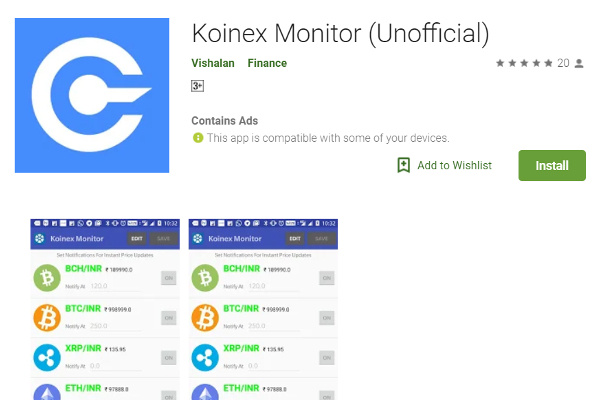 Koinex Monitor (Unofficial)
Vishalan Finance
20
3+
Contains Ads
This app is compatible with some of your devices.
Add to Wishlist
Install
10:32
Koinex Monitor EDIT SAVE
Set Notifications For Instant Price Updates
BCH/INR ₹ 189990.0
Notify At 120.0 ON
BTC/INR ₹ 998999.0
Notify At 250.0 ON
XRP/INR ₹ 135.95
Notify At 0.0 ON
ETH/INR ₹ 97888.0
10:32
Koinex Monitor EDIT SAVE
Set Notifications For Instant Price Updates
BCH/INR ₹ 189990.0
Notify At 120.0 ON
BTC/INR ₹ 998999.0
Notify At 250.0 ON
XRP/INR ₹ 135.95
Notify At 0.0 ON
ETH/INR ₹ 97888.0